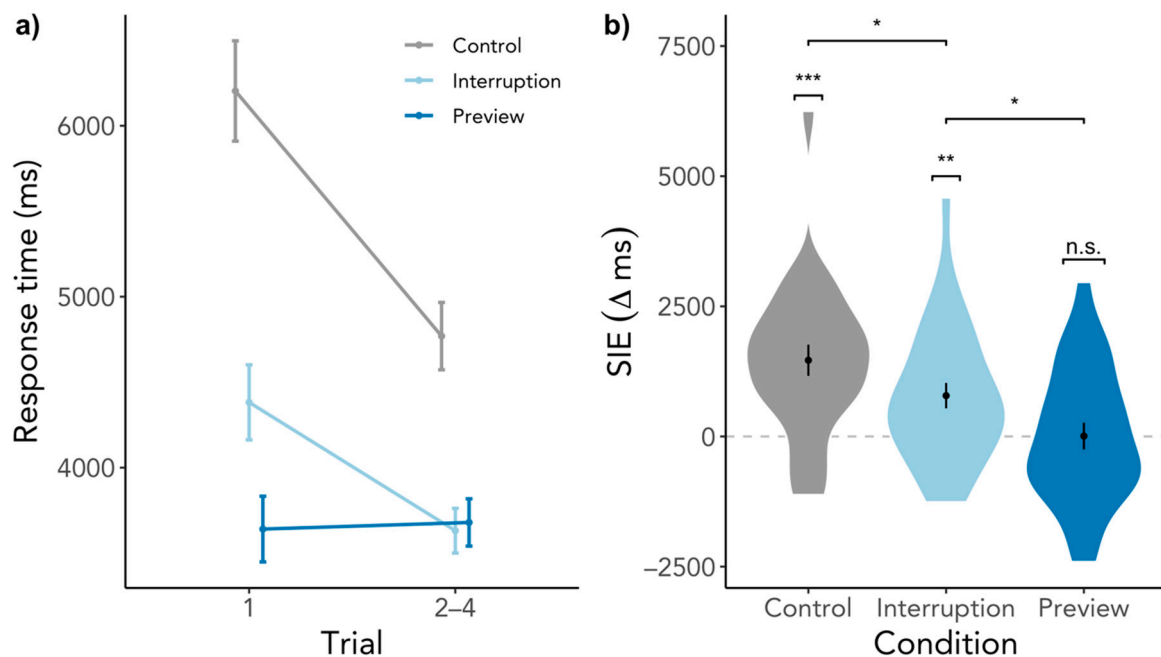 a)
Response time (ms)
6000
5000
4000
Control
Interruption
Preview
1
2–4
Trial
b)
SIE (Δ ms)
7500
5000
2500
0
−2500
*
***
*
**
n.s.
Control
Interruption
Preview
Condition